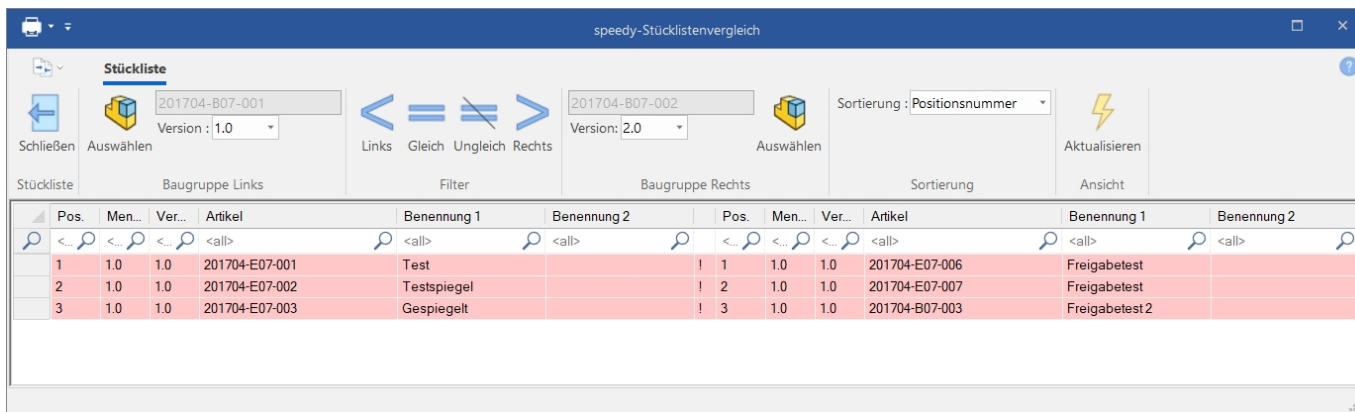 speedy-Stücklistenvergleich
Stückliste
201704-B07-001
Version : 1.0
201704-B07-002
Version: 2.0
Sortierung : Positionsnummer
Schließen Auswählen Links Gleich Ungleich Rechts Auswählen Aktualisieren
Stückliste Baugruppe Links Filter Baugruppe Rechts Sortierung Ansicht
Pos. Men... Ver... Artikel Benennung 1 Benennung 2 Pos. Men... Ver... Artikel Benennung 1 Benennung 2
<... <... <... <all> <all> <all> <... <... <... <all> <all> <all>
1 1.0 1.0 201704-E07-001 Test ! 1 1.0 1.0 201704-E07-006 Freigabetest
2 1.0 1.0 201704-E07-002 Testspiegel ! 2 1.0 1.0 201704-E07-007 Freigabetest
3 1.0 1.0 201704-E07-003 Gespiegelt ! 3 1.0 1.0 201704-B07-003 Freigabetest 2